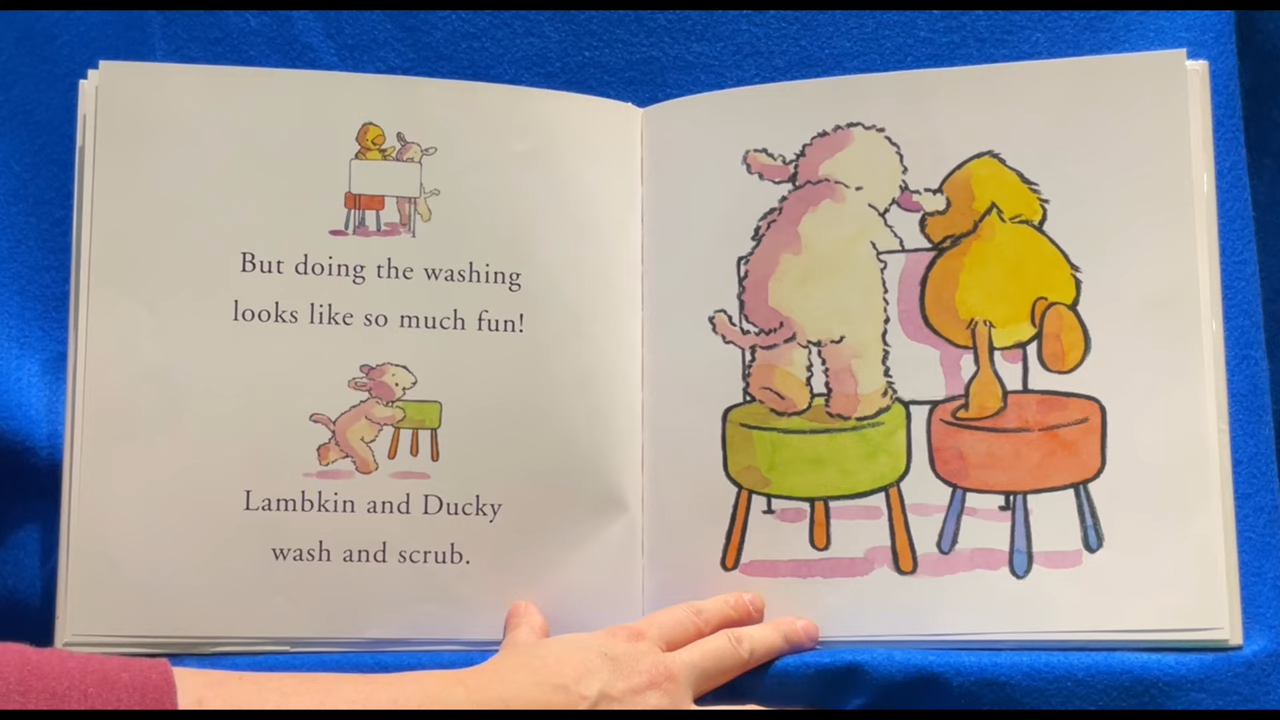 But doing the washing
looks like so much fun!
Lambkin and Ducky
wash and scrub.